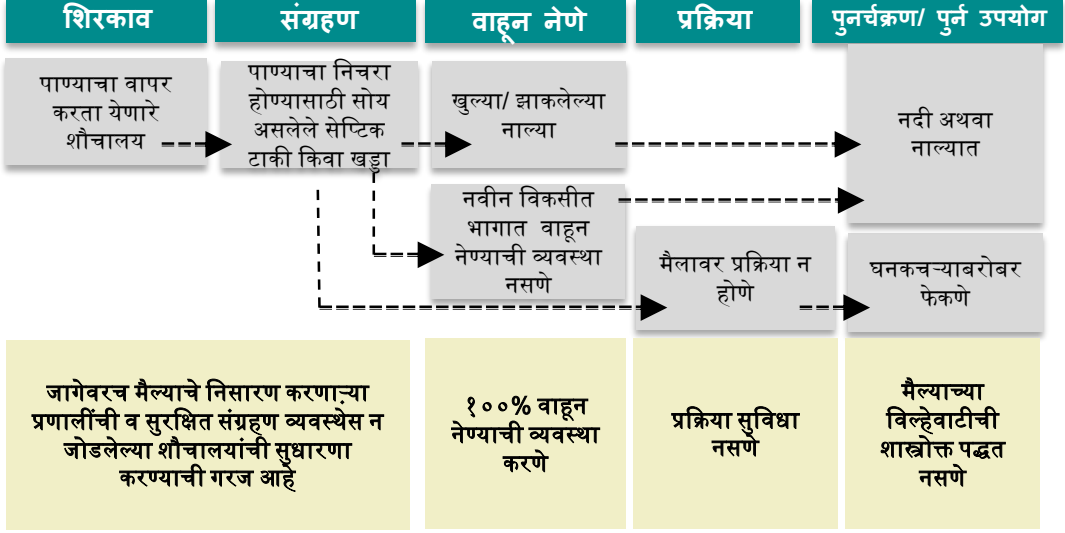 शिरकाव
संग्रहण
वाहून नेणे
प्रक्रिया
पुनर्चक्रण/ पुर्न उपयोग
पाण्याचा वापर
करता येणारे
शौचालय
पाण्याचा निचरा
होण्यासाठी सोय
असलेले सेप्टिक
टाकी किवा खड्डा
खुल्या/ झाकलेल्या
नाल्या
नदी अथवा
नाल्यात
नवीन विकसीत
भागात वाहून
नेण्याची व्यवस्था
नसणे
मैलावर प्रक्रिया न
होणे
घनकचऱ्याबरोबर
फेकणे
जागेवरच मैल्याचे निसारण करणाऱ्या
प्रणालींची व सुरक्षित संग्रहण व्यवस्थेस न
जोडलेल्या शौचालयांची सुधारणा
करण्याची गरज आहे
१००% वाहून
नेण्याची व्यवस्था
करणे
प्रक्रिया सुविधा
नसणे
मैल्याच्या
विल्हेवाटीची
शास्त्रोक्त पद्धत
नसणे